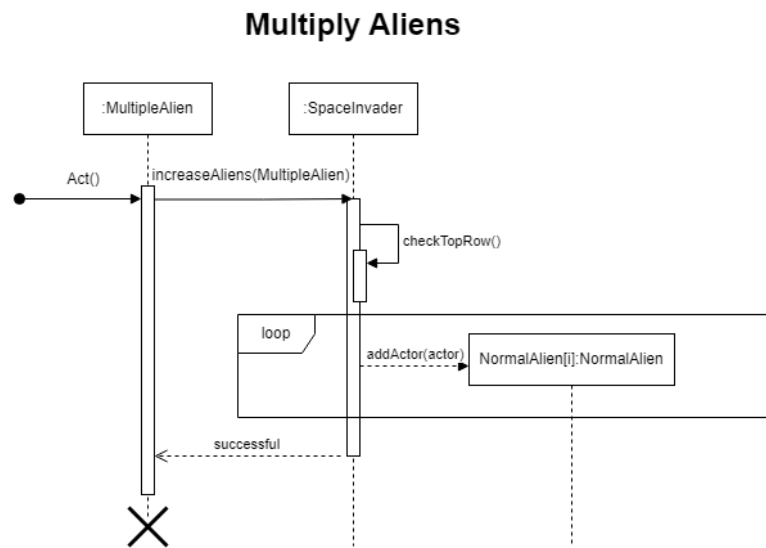 Multiply Aliens
:MultipleAlien
:SpaceInvader
Act()
increaseAliens(MultipleAlien)
checkTopRow()
loop
addActor(actor)
NormalAlien[i]:NormalAlien
successful